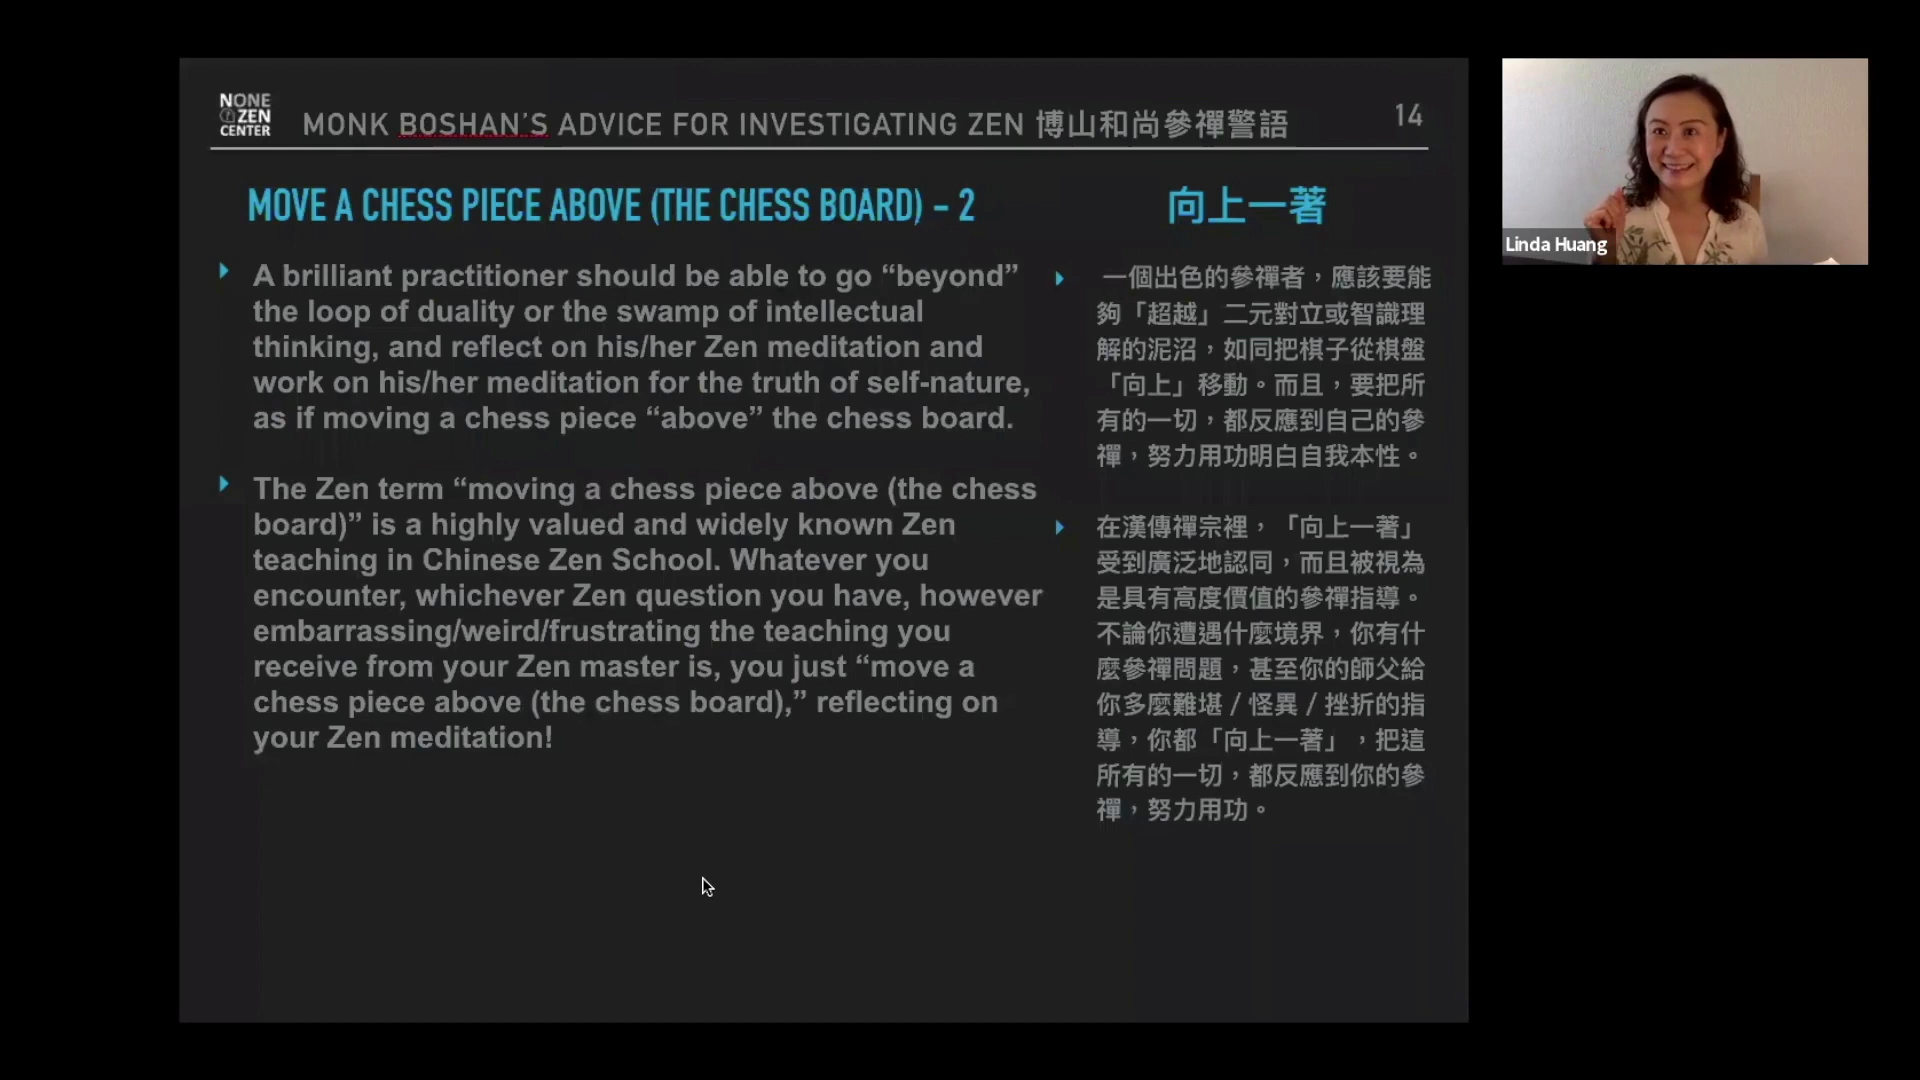 NONE
ZEN
CENTER
MONK BOSHAN'S ADVICE FOR INVESTIGATING ZEN 博山和尚參禪警語
14
MOVE A CHESS PIECE ABOVE (THE CHESS BOARD) – 2
A brilliant practitioner should be able to go “beyond”
the loop of duality or the swamp of intellectual
thinking, and reflect on his/her Zen meditation and
work on his/her meditation for the truth of self-nature,
as if moving a chess piece “above” the chess board.
The Zen term “moving a chess piece above (the chess
board)” is a highly valued and widely known Zen
teaching in Chinese Zen School. Whatever you
encounter, whichever Zen question you have, however
embarrassing/weird/frustrating the teaching you
receive from your Zen master is, you just “move a
chess piece above (the chess board),” reflecting on
your Zen meditation!
向上一著
一個出色的參禪者，應該要能
夠「超越」二元對立或智識理
解的泥沼，如同把棋子從棋盤
「向上」移動。而且，要把所
有的一切，都反應到自己的參
禪，努力用功明白自我本性。
在漢傳禪宗裡，「向上一著」
受到廣泛地認同，而且被視為
是具有高度價值的參禪指導。
不論你遭遇什麼境界，你有什
麼參禪問題，甚至你的師父給
你多麼難堪 / 怪異 / 挫折的指
導，你都「向上一著」，把這
所有的一切，都反應到你的參
禪，努力用功。
Linda Huang